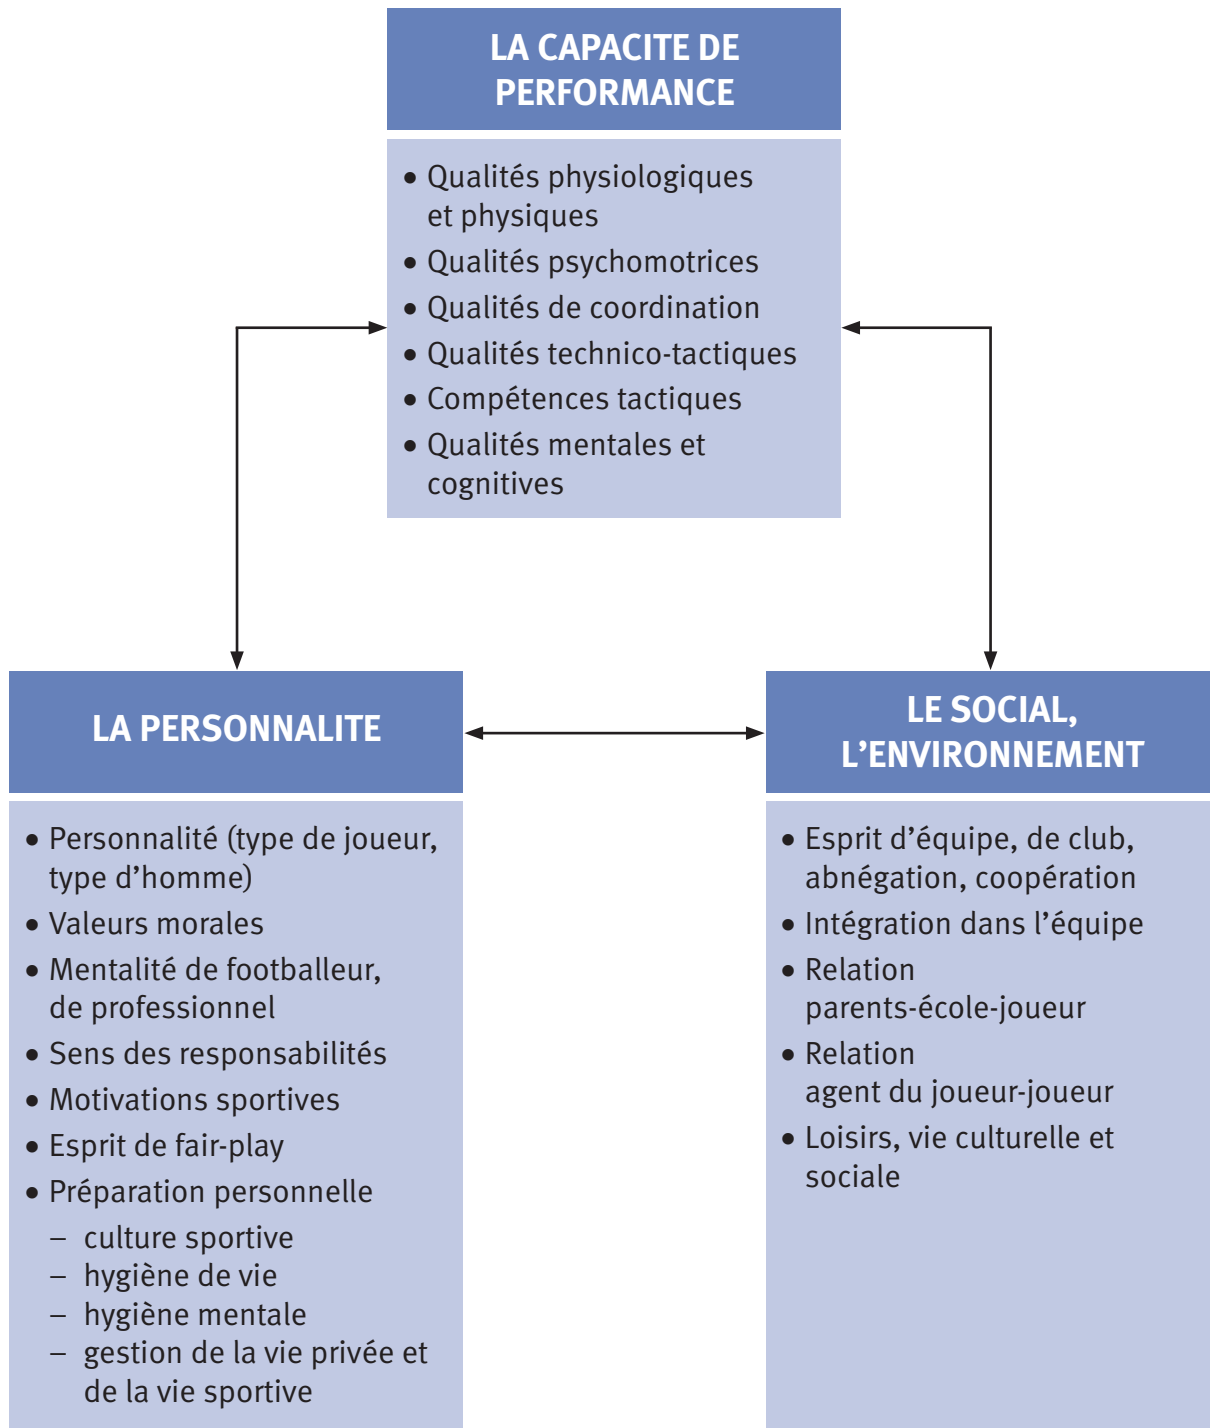 LA CAPACITE DE
PERFORMANCE
• Qualités physiologiques
et physiques
• Qualités psychomotrices
• Qualités de coordination
• Qualités technico-tactiques
• Compétences tactiques
• Qualités mentales et
cognitives
LA PERSONNALITE
• Personnalité (type de joueur,
type d’homme)
• Valeurs morales
• Mentalité de footballeur,
de professionnel
• Sens des responsabilités
• Motivations sportives
• Esprit de fair-play
• Préparation personnelle
– culture sportive
– hygiène de vie
– hygiène mentale
– gestion de la vie privée et
de la vie sportive
LE SOCIAL,
L’ENVIRONNEMENT
• Esprit d’équipe, de club,
abnégation, coopération
• Intégration dans l’équipe
• Relation
parents-école-joueur
• Relation
agent du joueur-joueur
• Loisirs, vie culturelle et
sociale